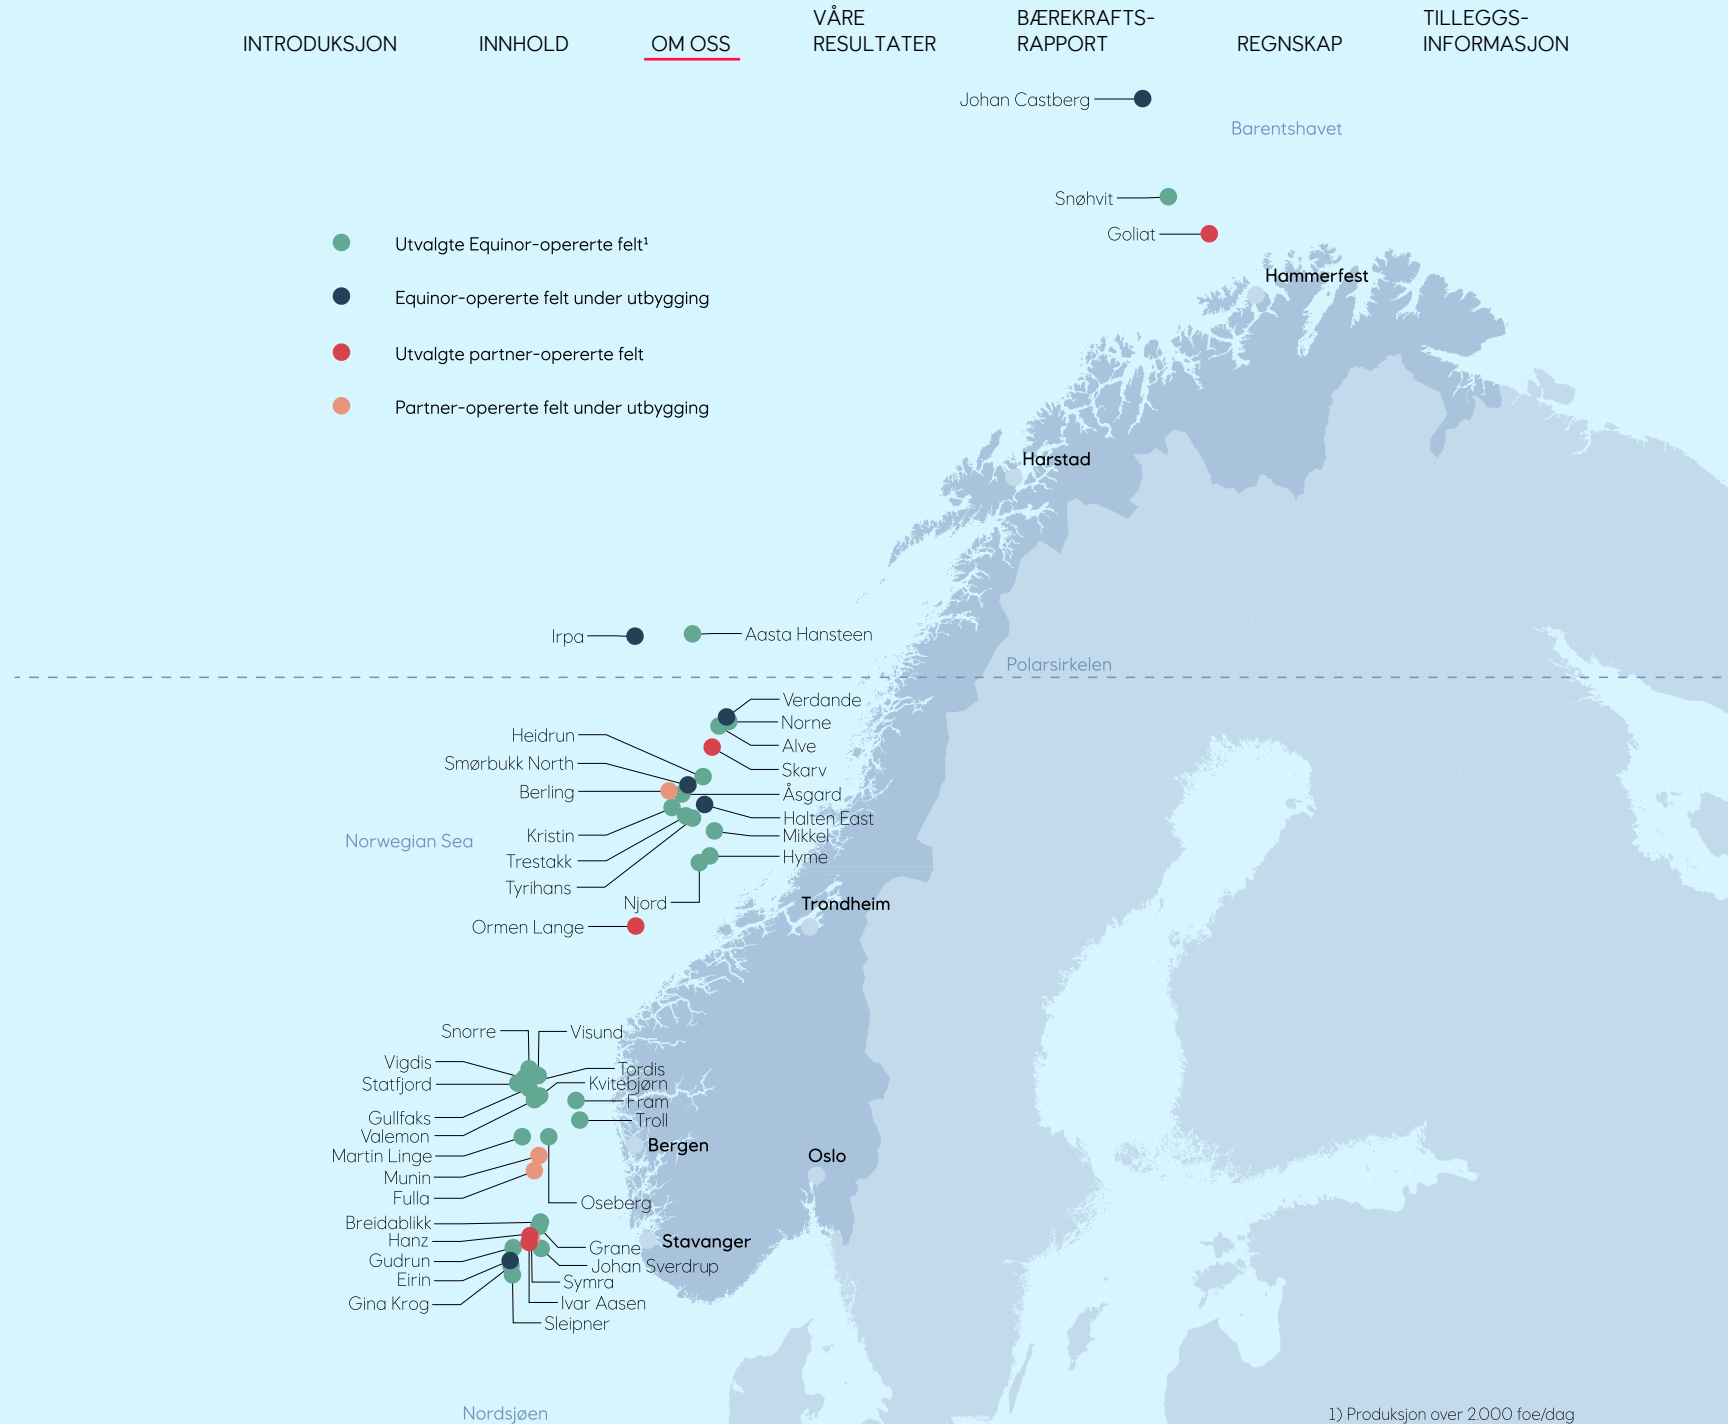 INTRODUKSJON
INNHOLD
OM OSS
VÅRE
RESULTATER
BÆREKRAFTS-
RAPPORT
REGNSKAP
TILLEGGS-
INFORMASJON
Johan Castberg
Barentshavet
Snøhvit
Goliat
Utvalgte Equinor-opererte felt¹
Equinor-opererte felt under utbygging
Utvalgte partner-opererte felt
Partner-opererte felt under utbygging
Hammerfest
Harstad
Irpa
Aasta Hansteen
Polarsirkelen
Verdande
Norne
Heidrun
Alve
Smørbukk North
Skarv
Berling
Åsgard
Halten East
Kristin
Mikkel
Norwegian Sea
Trestakk
Hyme
Tyrihans
Njord
Trondheim
Ormen Lange
Snorre
Visund
Vigdis
Tordis
Statfjord
Kvitebjørn
Fram
Gullfaks
Troll
Valemon
Bergen
Martin Linge
Oslo
Munin
Fulla
Oseberg
Breidablikk
Hanz
Stavanger
Grane
Gudrun
Johan Sverdrup
Eirin
Symra
Gina Krog
Ivar Aasen
Sleipner
Nordsjøen
1) Produksjon over 2.000 foe/dag